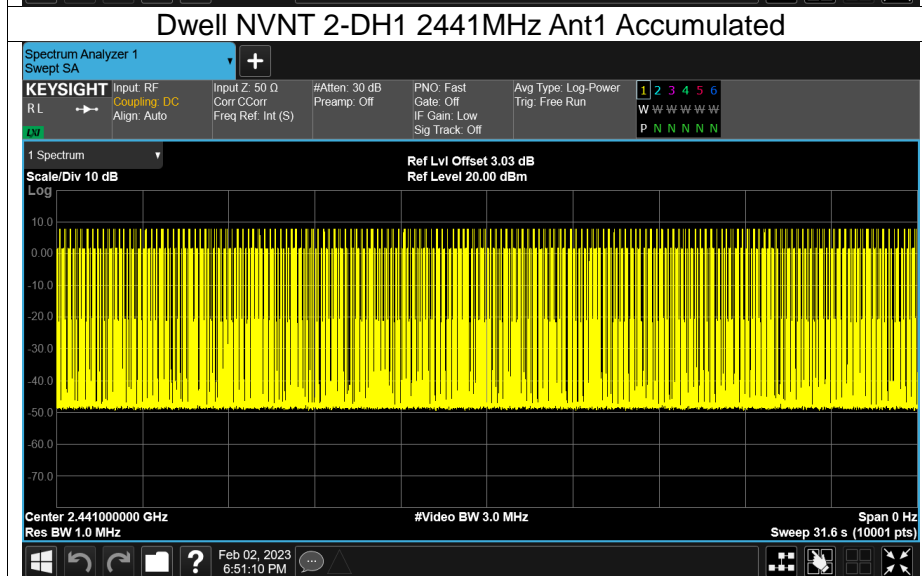 Dwell NVNT 2-DH1 2441MHz Ant1 Accumulated
Spectrum Analyzer 1
Swept SA
▼
+
KEYSIGHT
R L
LXI
Input: RF
Coupling: DC
Align: Auto
Input Z: 50 Ω
Corr CCorr
Freq Ref: Int (S)
#Atten: 30 dB
Preamp: Off
PNO: Fast
Gate: Off
IF Gain: Low
Sig Track: Off
Avg Type: Log-Power
Trig: Free Run
1 2 3 4 5 6
W W W W W W
P N N N N N
1 Spectrum ▼
Scale/Div 10 dB
Ref Lvl Offset 3.03 dB
Ref Level 20.00 dBm
Log
10.0
0.00
-10.0
-20.0
-30.0
-40.0
-50.0
-60.0
-70.0
Center 2.441000000 GHz
#Video BW 3.0 MHz
Span 0 Hz
Res BW 1.0 MHz
Sweep 31.6 s (10001 pts)
?
Feb 02, 2023
6:51:10 PM